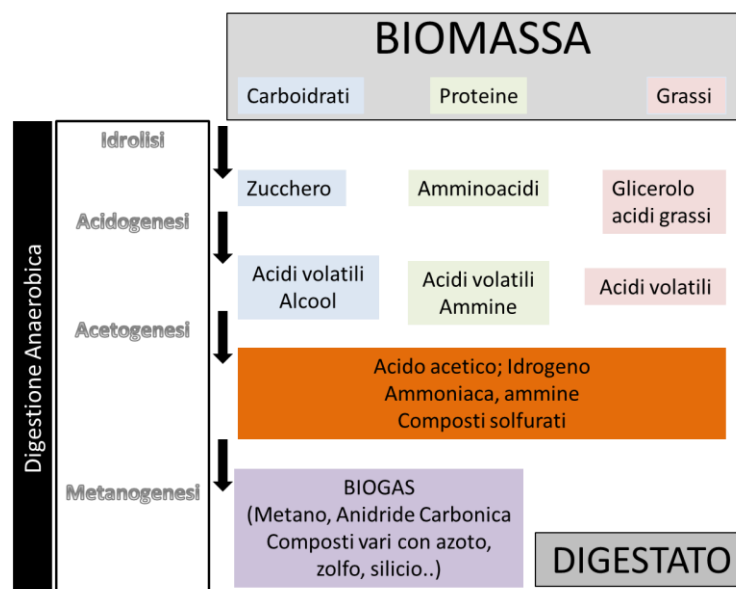 BIOMASSA
Carboidrati
Proteine
Grassi
Digestione Anaerobica
Idrolisi
Zucchero
Amminoacidi
Glicerolo
acidi grassi
Acidogenesi
Acidi volatili
Alcool
Acidi volatili
Ammine
Acidi volatili
Acetogenesi
Acido acetico; Idrogeno
Ammoniaca, ammine
Composti solfurati
Metanogenesi
BIOGAS
(Metano, Anidride Carbonica
Composti vari con azoto,
zolfo, silicio..)
DIGESTATO